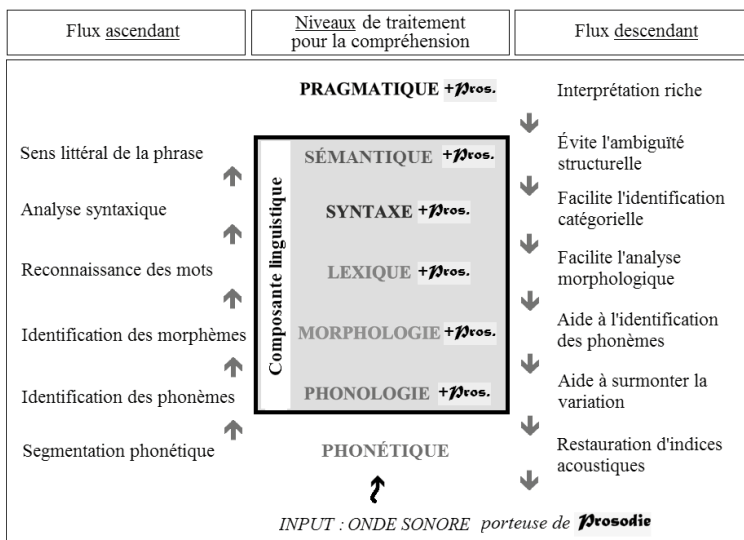 Flux ascendant
Niveaux de traitement
pour la compréhension
Flux descendant
PRAGMATIQUE +Pros.
Interprétation riche
Sens littéral de la phrase
SÉMANTIQUE +Pros.
Évite l'ambiguïté
structurelle
Analyse syntaxique
SYNTAXE +Pros.
Facilite l'identification
catégorielle
Reconnaissance des mots
LEXIQUE +Pros.
Facilite l'analyse
morphologique
Identification des morphèmes
MORPHOLOGIE +Pros.
Aide à l'identification
des phonèmes
Identification des phonèmes
PHONOLOGIE +Pros.
Aide à surmonter la
variation
Composante linguistique
Segmentation phonétique
PHONÉTIQUE
Restauration d'indices
acoustiques
INPUT : ONDE SONORE porteuse de Prosodie